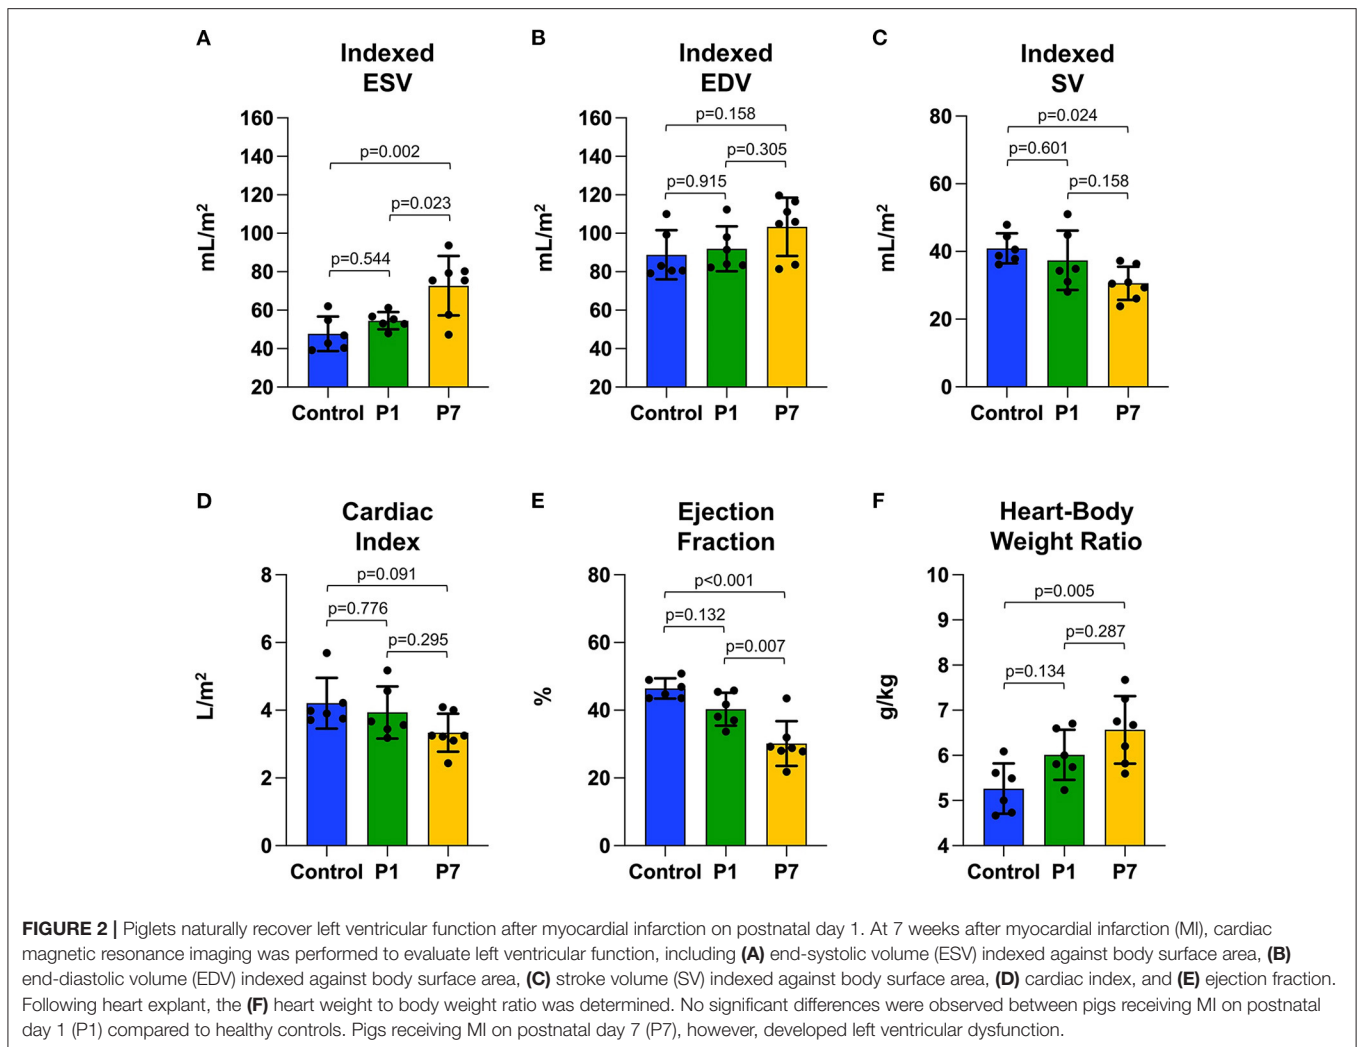 A
Indexed
ESV
160
140
120
100
80
60
40
20
mL/m²
p=0.002
p=0.023
p=0.544
Control P1 P7
B
Indexed
EDV
160
140
120
100
80
60
40
20
mL/m²
p=0.158
p=0.305
p=0.915
Control P1 P7
C
Indexed
SV
80
60
40
20
0
mL/m²
p=0.024
p=0.601
p=0.158
Control P1 P7
D
Cardiac
Index
8
6
4
2
0
L/m²
p=0.091
p=0.776
p=0.295
Control P1 P7
E
Ejection
Fraction
80
60
40
20
0
%
p<0.001
p=0.132
p=0.007
Control P1 P7
F
Heart-Body
Weight Ratio
10
9
8
7
6
5
4
g/kg
p=0.005
p=0.287
p=0.134
Control P1 P7
FIGURE 2 | Piglets naturally recover left ventricular function after myocardial infarction on postnatal day 1. At 7 weeks after myocardial infarction (MI), cardiac
magnetic resonance imaging was performed to evaluate left ventricular function, including (A) end-systolic volume (ESV) indexed against body surface area, (B)
end-diastolic volume (EDV) indexed against body surface area, (C) stroke volume (SV) indexed against body surface area, (D) cardiac index, and (E) ejection fraction.
Following heart explant, the (F) heart weight to body weight ratio was determined. No significant differences were observed between pigs receiving MI on postnatal
day 1 (P1) compared to healthy controls. Pigs receiving MI on postnatal day 7 (P7), however, developed left ventricular dysfunction.